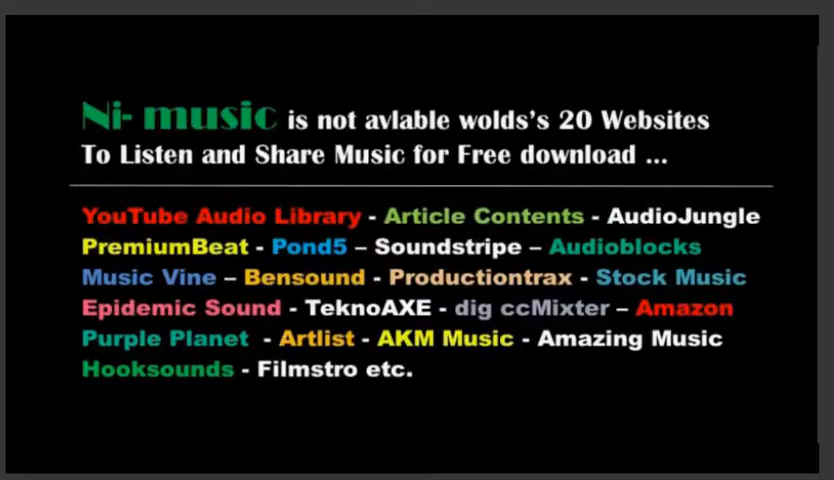 Ni- music is not avlable wolds's 20 Websites
To Listen and Share Music for Free download ...
YouTube Audio Library - Article Contents - AudioJungle
PremiumBeat - Pond5 – Soundstripe – Audioblocks
Music Vine – Bensound - Productiontrax - Stock Music
Epidemic Sound - TeknoAXE - dig ccMixter – Amazon
Purple Planet - Artlist - AKM Music - Amazing Music
Hooksounds - Filmstro etc.